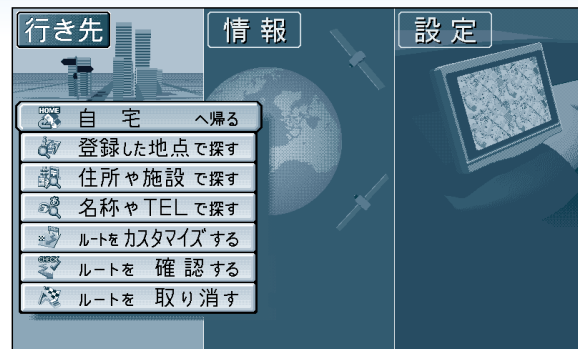 行き先
情報
設定
HOME 自宅へ帰る
登録した地点で探す
住所や施設で探す
名称やTELで探す
ルートをカスタマイズする
CHECK ルートを確認する
ルートを取り消す